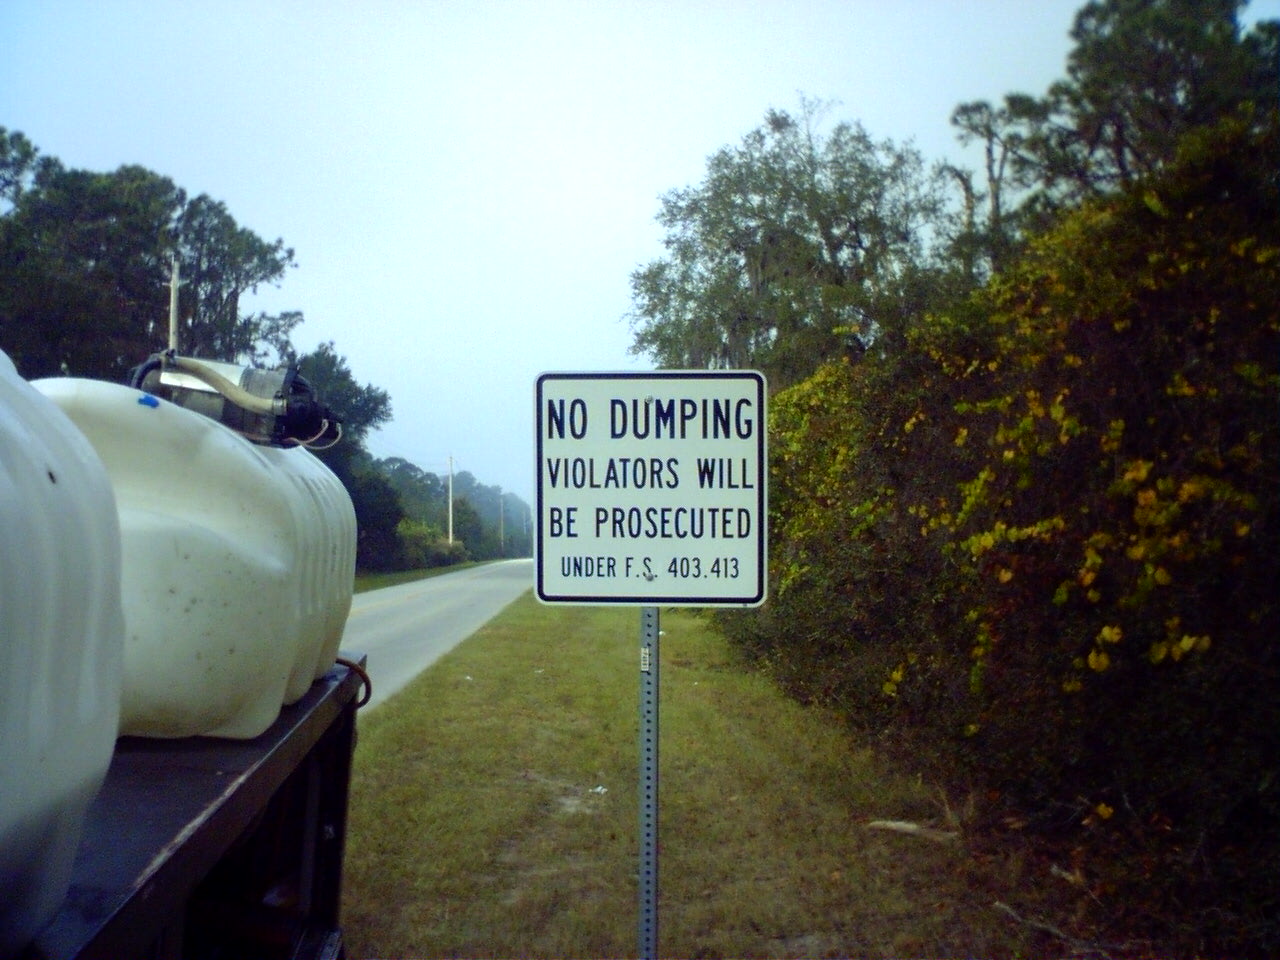 NO DUMPING
VIOLATORS WILL
BE PROSECUTED
UNDER F.S. 403.413